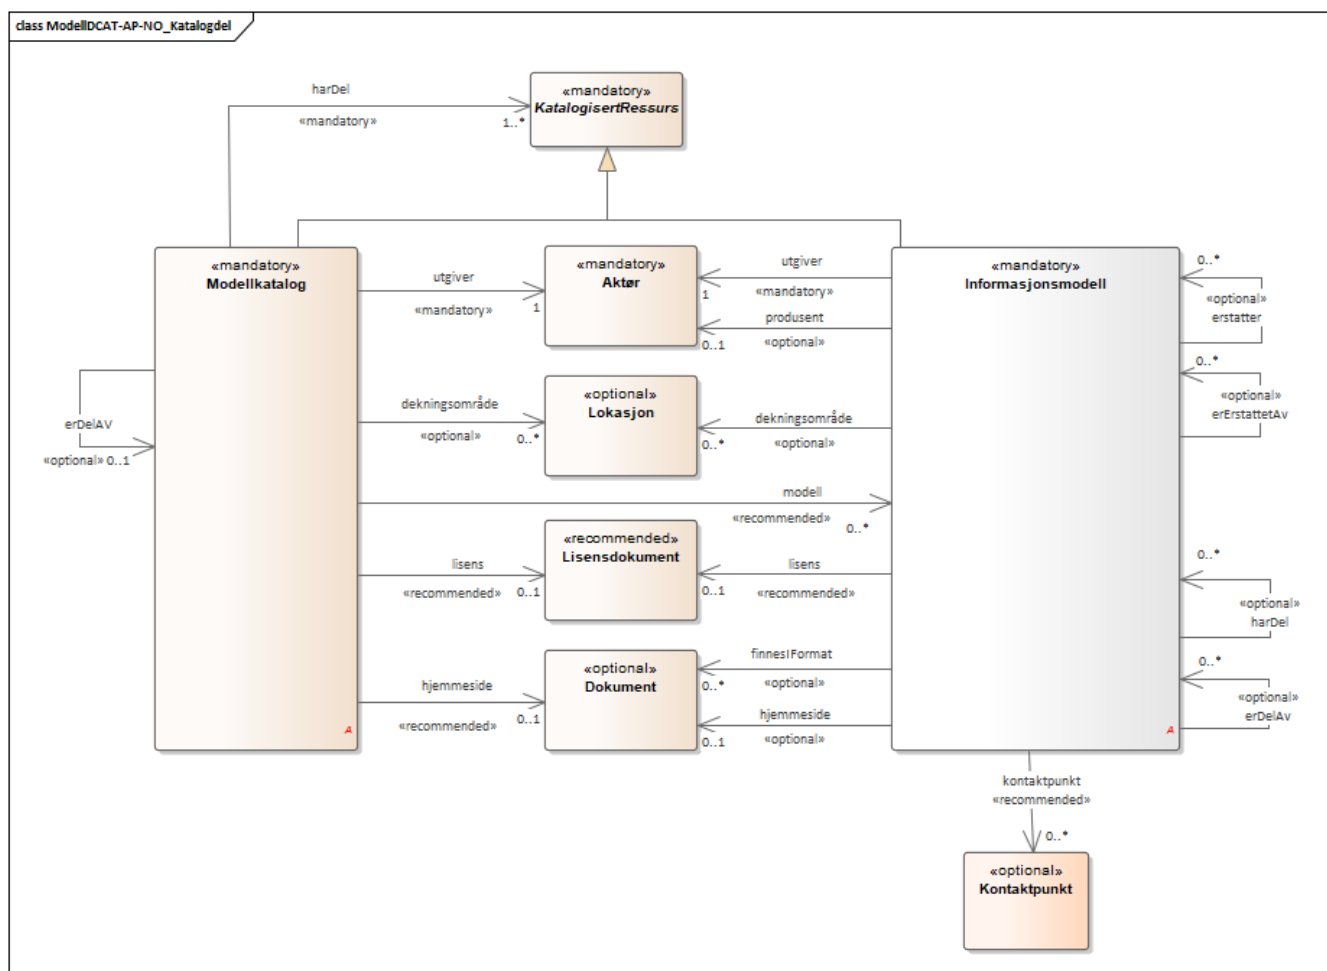 class ModellDCAT-AP-NO_Katalogdel
«mandatory»
KatalogisertRessurs
harDel
«mandatory»
1..*
«mandatory»
Modellkatalog
utgiver
«mandatory»
1
«mandatory»
Aktør
utgiver
1
«mandatory»
produsent
0..1
«optional»
«mandatory»
Informasjonsmodell
0..*
«optional»
erstatter
0..*
«optional»
erErstattetAv
erDelAV
«optional» 0..1
dekningsområde
«optional»
0..*
«optional»
Lokasjon
dekningsområde
0..*
«optional»
modell
«recommended»
0..*
lisens
«recommended»
0..1
«recommended»
Lisensdokument
lisens
0..1
«recommended»
0..*
«optional»
harDel
hjemmeside
«recommended»
0..1
«optional»
Dokument
finnesIFormat
0..*
«optional»
hjemmeside
0..1
«optional»
0..*
«optional»
erDelAv
A
A
kontaktpunkt
«recommended»
0..*
«optional»
Kontaktpunkt